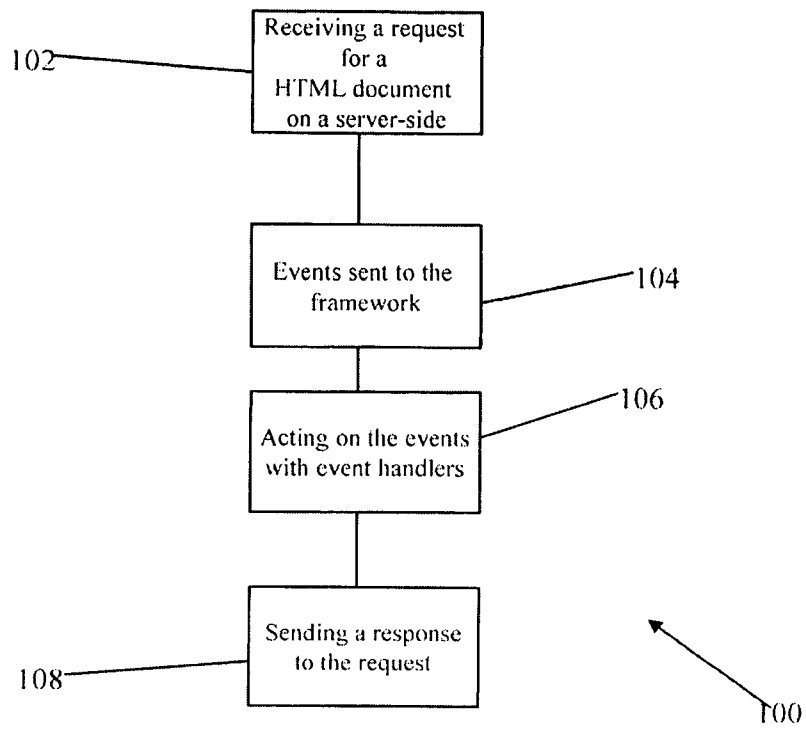 Receiving a request
for a
HTML document
on a server-side
102
Events sent to the
framework
104
106
Acting on the events
with event handlers
Sending a response
to the request
108
100